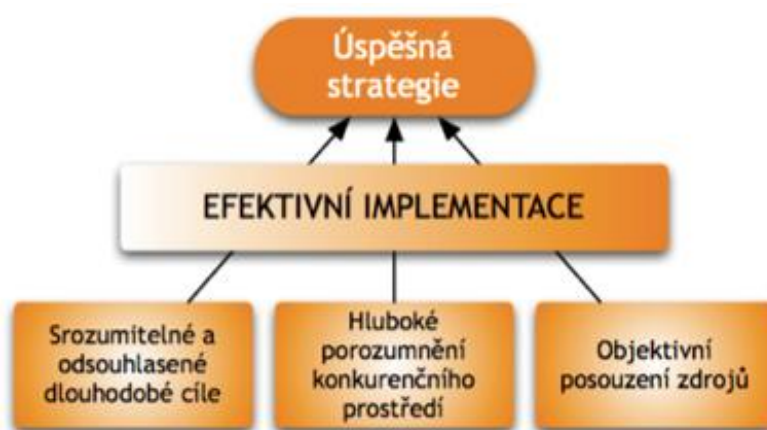 Úspěšná
strategie
EFEKTIVNÍ IMPLEMENTACE
Srozumitelné a
odsouhlasené
dlouhodobé cíle
Hluboké
porozumnění
konkurenčního
prostředí
Objektivní
posouzení zdrojů